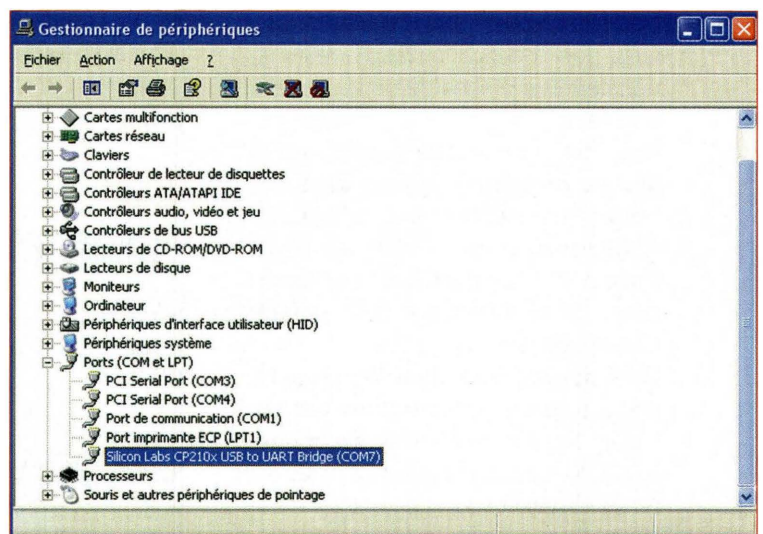 Gestionnaire de périphériques
Fichier Action Affichage ?
Cartes multifonction
Cartes réseau
Claviers
Contrôleur de lecteur de disquettes
Contrôleurs ATA/ATAPI IDE
Contrôleurs audio, vidéo et jeu
Contrôleurs de bus USB
Lecteurs de CD-ROM/DVD-ROM
Lecteurs de disque
Moniteurs
Ordinateur
Périphériques d'interface utilisateur (HID)
Périphériques système
Ports (COM et LPT)
PCI Serial Port (COM3)
PCI Serial Port (COM4)
Port de communication (COM1)
Port imprimante ECP (LPT1)
Silicon Labs CP210x USB to UART Bridge (COM7)
Processeurs
Souris et autres périphériques de pointage